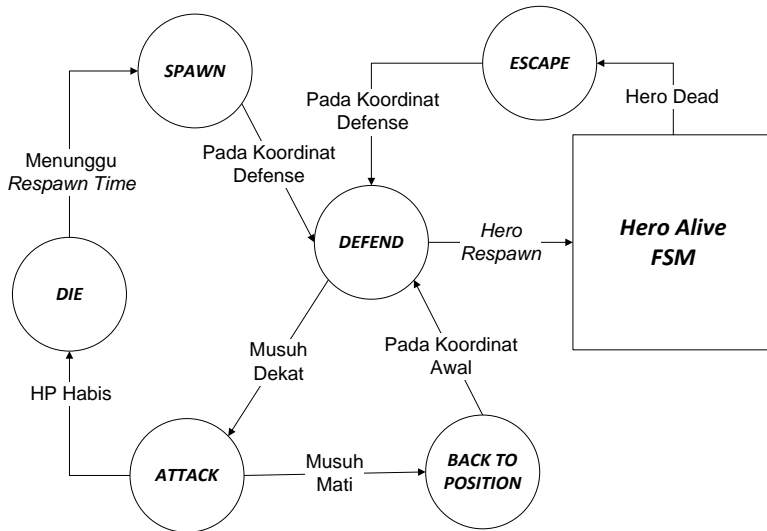 SPAWN
ESCAPE
Hero Dead
Pada Koordinat
Defense
Menunggu
Respawn Time
Pada Koordinat
Defense
DEFEND
Hero
Respawn
Hero Alive
FSM
DIE
Musuh
Dekat
Pada Koordinat
Awal
HP Habis
ATTACK
Musuh
Mati
BACK TO
POSITION